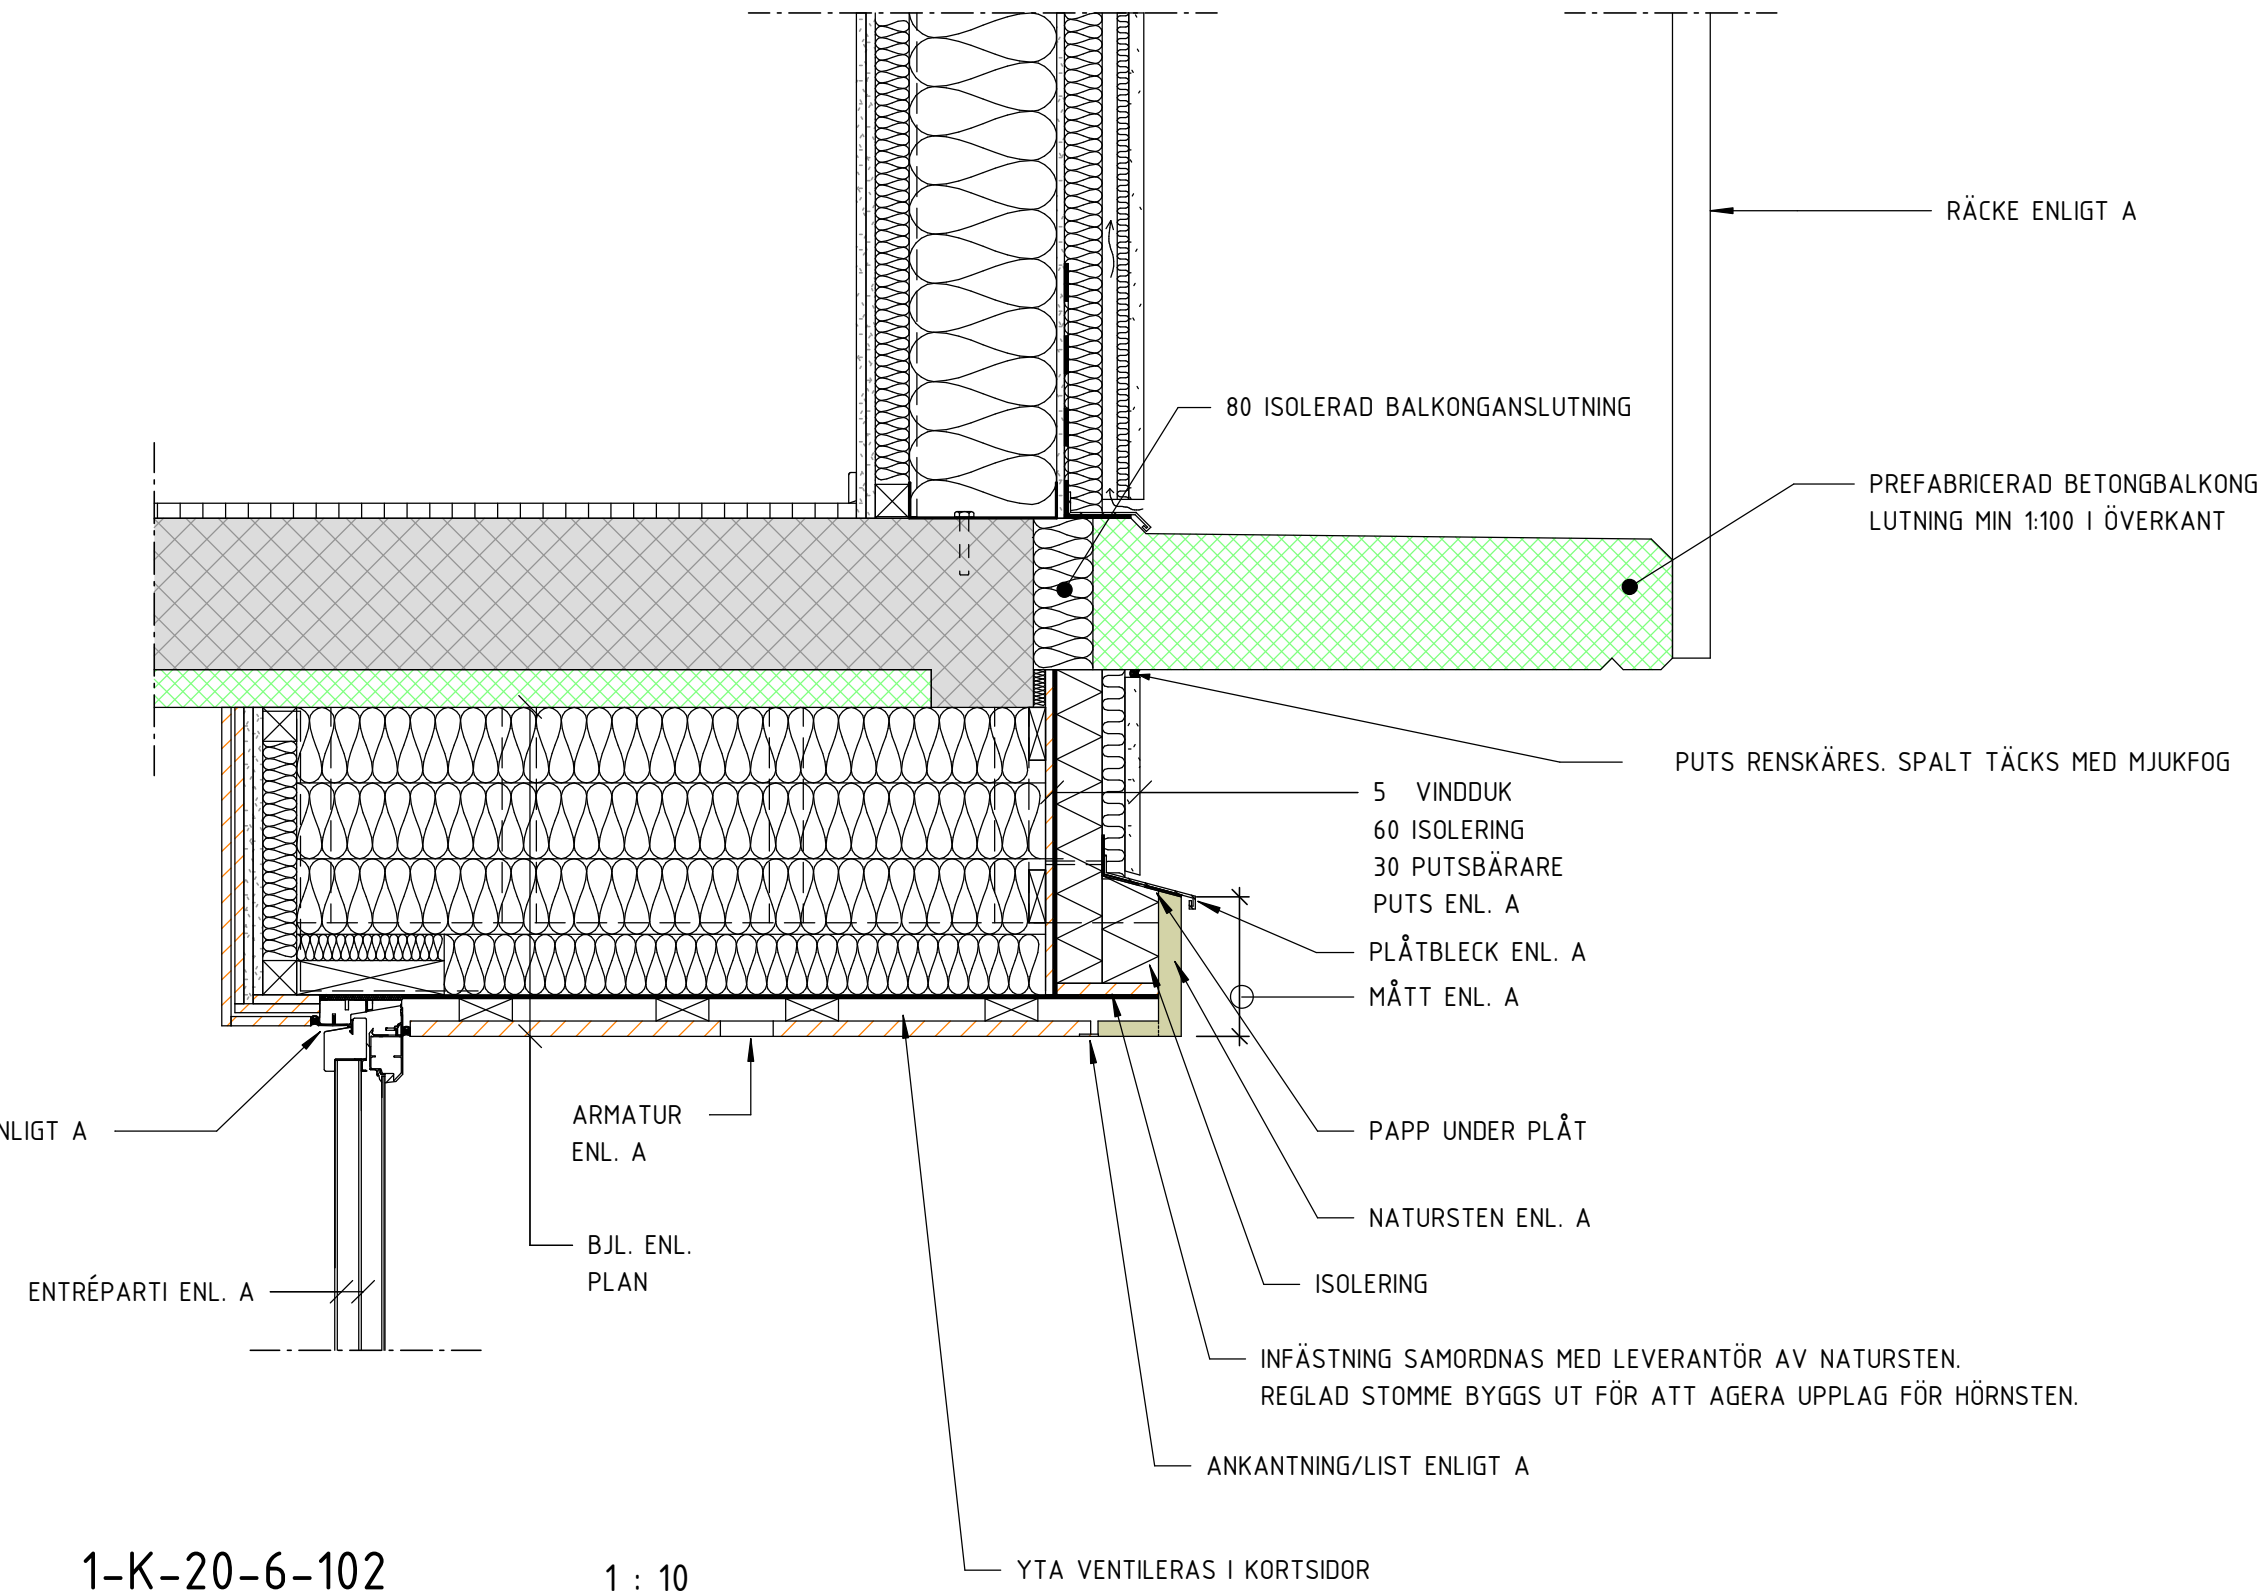 RÄCKE ENLIGT A
80 ISOLERAD BALKONGANSLUTNING
PREFABRICERAD BETONGBALKONG
LUTNING MIN 1:100 I ÖVERKANT
PUTS RENSKÄRES. SPALT TÄCKS MED MJUKFOG
5 VINDDUK
60 ISOLERING
30 PUTSBÄRARE
PUTS ENL. A
PLÅTBLECK ENL. A
MÅTT ENL. A
ARMATUR
ENL. A
NLIGT A
PAPP UNDER PLÅT
NATURSTEN ENL. A
BJL. ENL.
PLAN
ENTRÉPARTI ENL. A
ISOLERING
INFÄSTNING SAMORDNAS MED LEVERANTÖR AV NATURSTEN.
REGLAD STOMME BYGGS UT FÖR ATT AGERA UPPLAG FÖR HÖRNSTEN.
ANKANTNING/LIST ENLIGT A
YTA VENTILERAS I KORTSIDOR
1-K-20-6-102
1 : 10